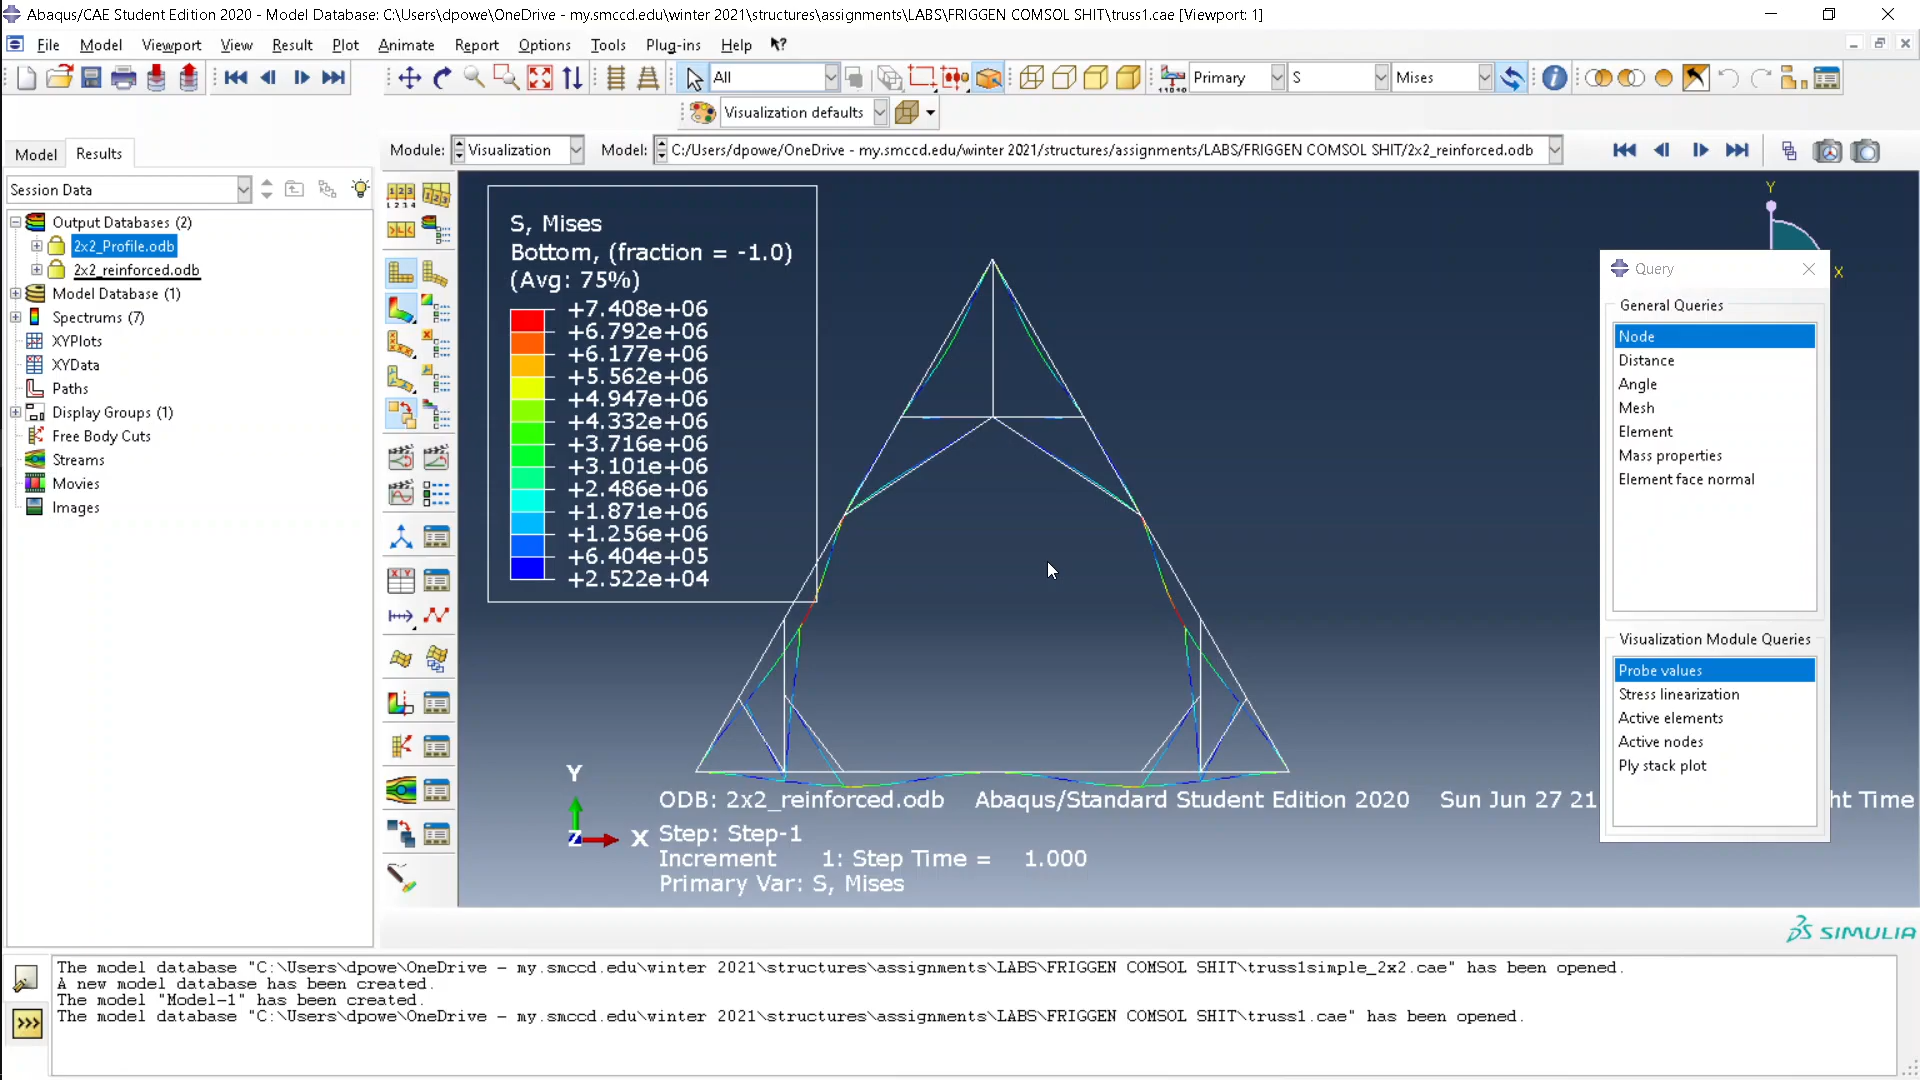 Abaqus/CAE Student Edition 2020 - Model Database: C:\Users\dpowe\OneDrive - my.smccd.edu\winter 2021\structures\assignments\LABS\FRIGGEN COMSOL SHIT\truss1.cae [Viewport: 1]
File Model Viewport View Result Plot Animate Report Options Tools Plug-ins Help
All Primary S Mises
Visualization defaults
Model Results Module: Visualization Model: C:/Users/dpowe/OneDrive - my.smccd.edu/winter 2021/structures/assignments/LABS/FRIGGEN COMSOL SHIT/2x2_reinforced.odb
Session Data
Output Databases (2)
2x2_Profile.odb
2x2_reinforced.odb
Model Database (1)
Spectrums (7)
XYPlots
XYData
Paths
Display Groups (1)
Free Body Cuts
Streams
Movies
Images
S, Mises
Bottom, (fraction = -1.0)
(Avg: 75%)
+7.408e+06
+6.792e+06
+6.177e+06
+5.562e+06
+4.947e+06
+4.332e+06
+3.716e+06
+3.101e+06
+2.486e+06
+1.871e+06
+1.256e+06
+6.404e+05
+2.522e+04
Y
X
Query
General Queries
Node
Distance
Angle
Mesh
Element
Mass properties
Element face normal
Visualization Module Queries
Probe values
Stress linearization
Active elements
Active nodes
Ply stack plot
Y
Z
X
ODB: 2x2_reinforced.odb Abaqus/Standard Student Edition 2020 Sun Jun 27 21 ht Time
Step: Step-1
Increment 1: Step Time = 1.000
Primary Var: S, Mises
SIMULIA
The model database "C:\Users\dpowe\OneDrive - my.smccd.edu\winter 2021\structures\assignments\LABS\FRIGGEN COMSOL SHIT\truss1simple_2x2.cae" has been opened.
A new model database has been created.
The model "Model-1" has been created.
The model database "C:\Users\dpowe\OneDrive - my.smccd.edu\winter 2021\structures\assignments\LABS\FRIGGEN COMSOL SHIT\truss1.cae" has been opened.
>>>